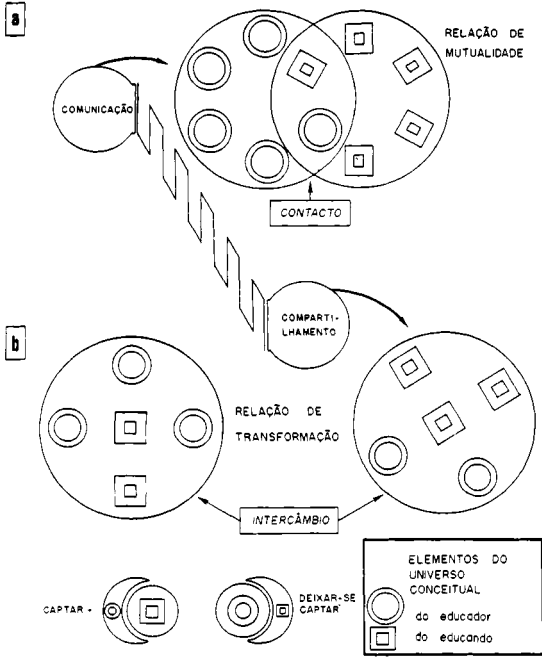 a
RELAÇÃO DE
MUTUALIDADE
COMUNICAÇÃO
CONTACTO
COMPARTI-
LHAMENTO
b
RELAÇÃO DE
TRANSFORMAÇÃO
INTERCÂMBIO
ELEMENTOS DO
UNIVERSO
CONCEITUAL
do educador
do educando
CAPTAR -
DEIXAR-SE
CAPTAR